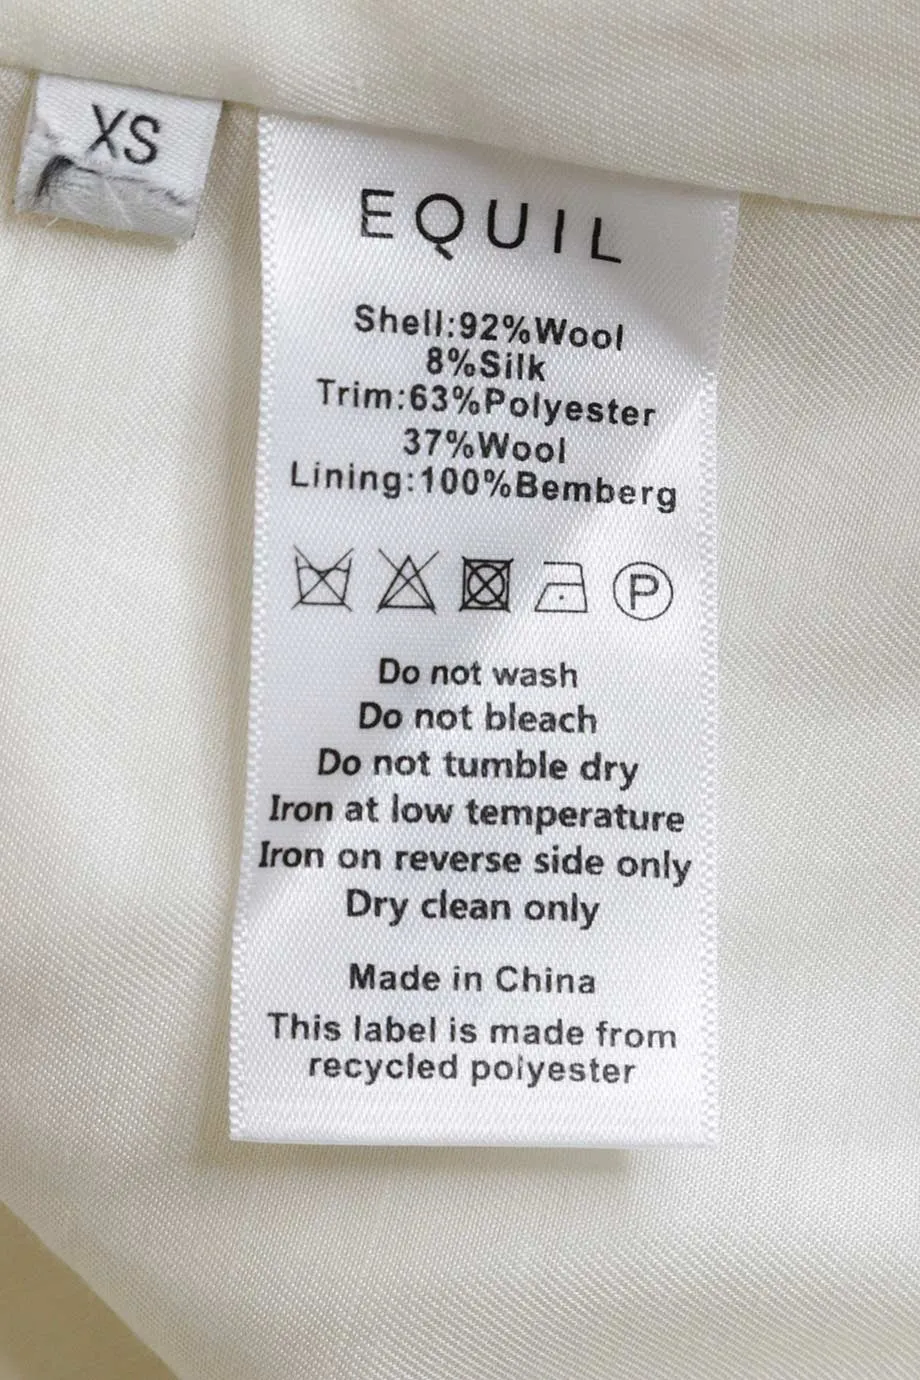 XS
EQUIL
Shell:92%Wool
8%Silk
Trim:63%Polyester
37%Wool
Lining:100%Bemberg
P
Do not wash
Do not bleach
Do not tumble dry
Iron at low temperature
Iron on reverse side only
Dry clean only
Made in China
This label is made from
recycled polyester